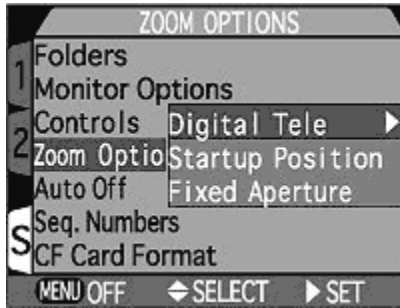 ZOOM OPTIONS
1
Folders
Monitor Options
Controls
Digital Tele
2
Zoom Optio
Startup Position
Auto Off
Fixed Aperture
S
Seq. Numbers
CF Card Format
MENU OFF SELECT SET